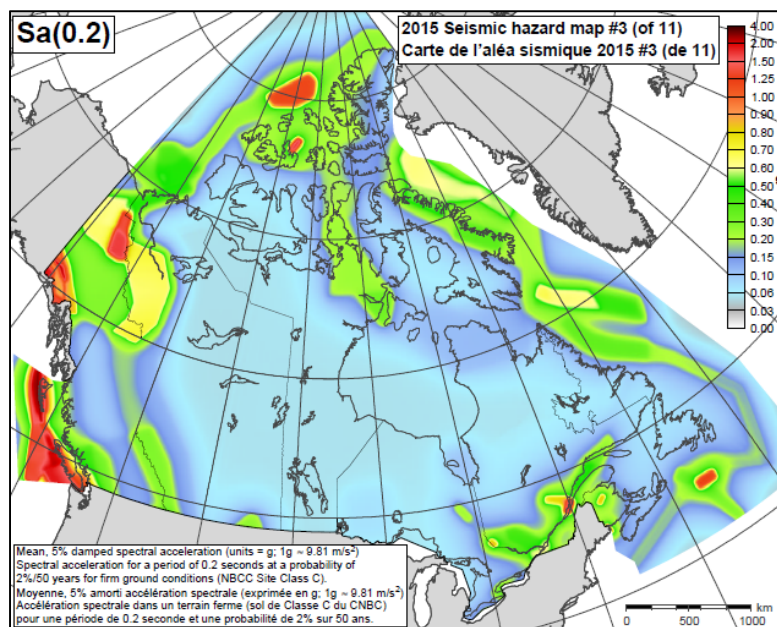 Sa(0.2)
2015 Seismic hazard map #3 (of 11)
Carte de l'aléa sismique 2015 #3 (de 11)
4.00
2.00
1.50
1.25
1.00
0.90
0.80
0.70
0.60
0.50
0.40
0.30
0.20
0.15
0.10
0.06
0.03
0.00
Mean, 5% damped spectral acceleration (units = g; 1g ~ 9.81 m/s²)
Spectral acceleration for a period of 0.2 seconds at a probability of
2%/50 years for firm ground conditions (NBCC Site Class C).
Moyenne, 5% amorti accélération spectrale (exprimée en g; 1g ~ 9.81 m/s²)
Accélération spectrale dans un terrain ferme (sol de Classe C du CNBC)
pour une période de 0.2 seconde et une probabilité de 2% sur 50 ans.
km
0 500 1000